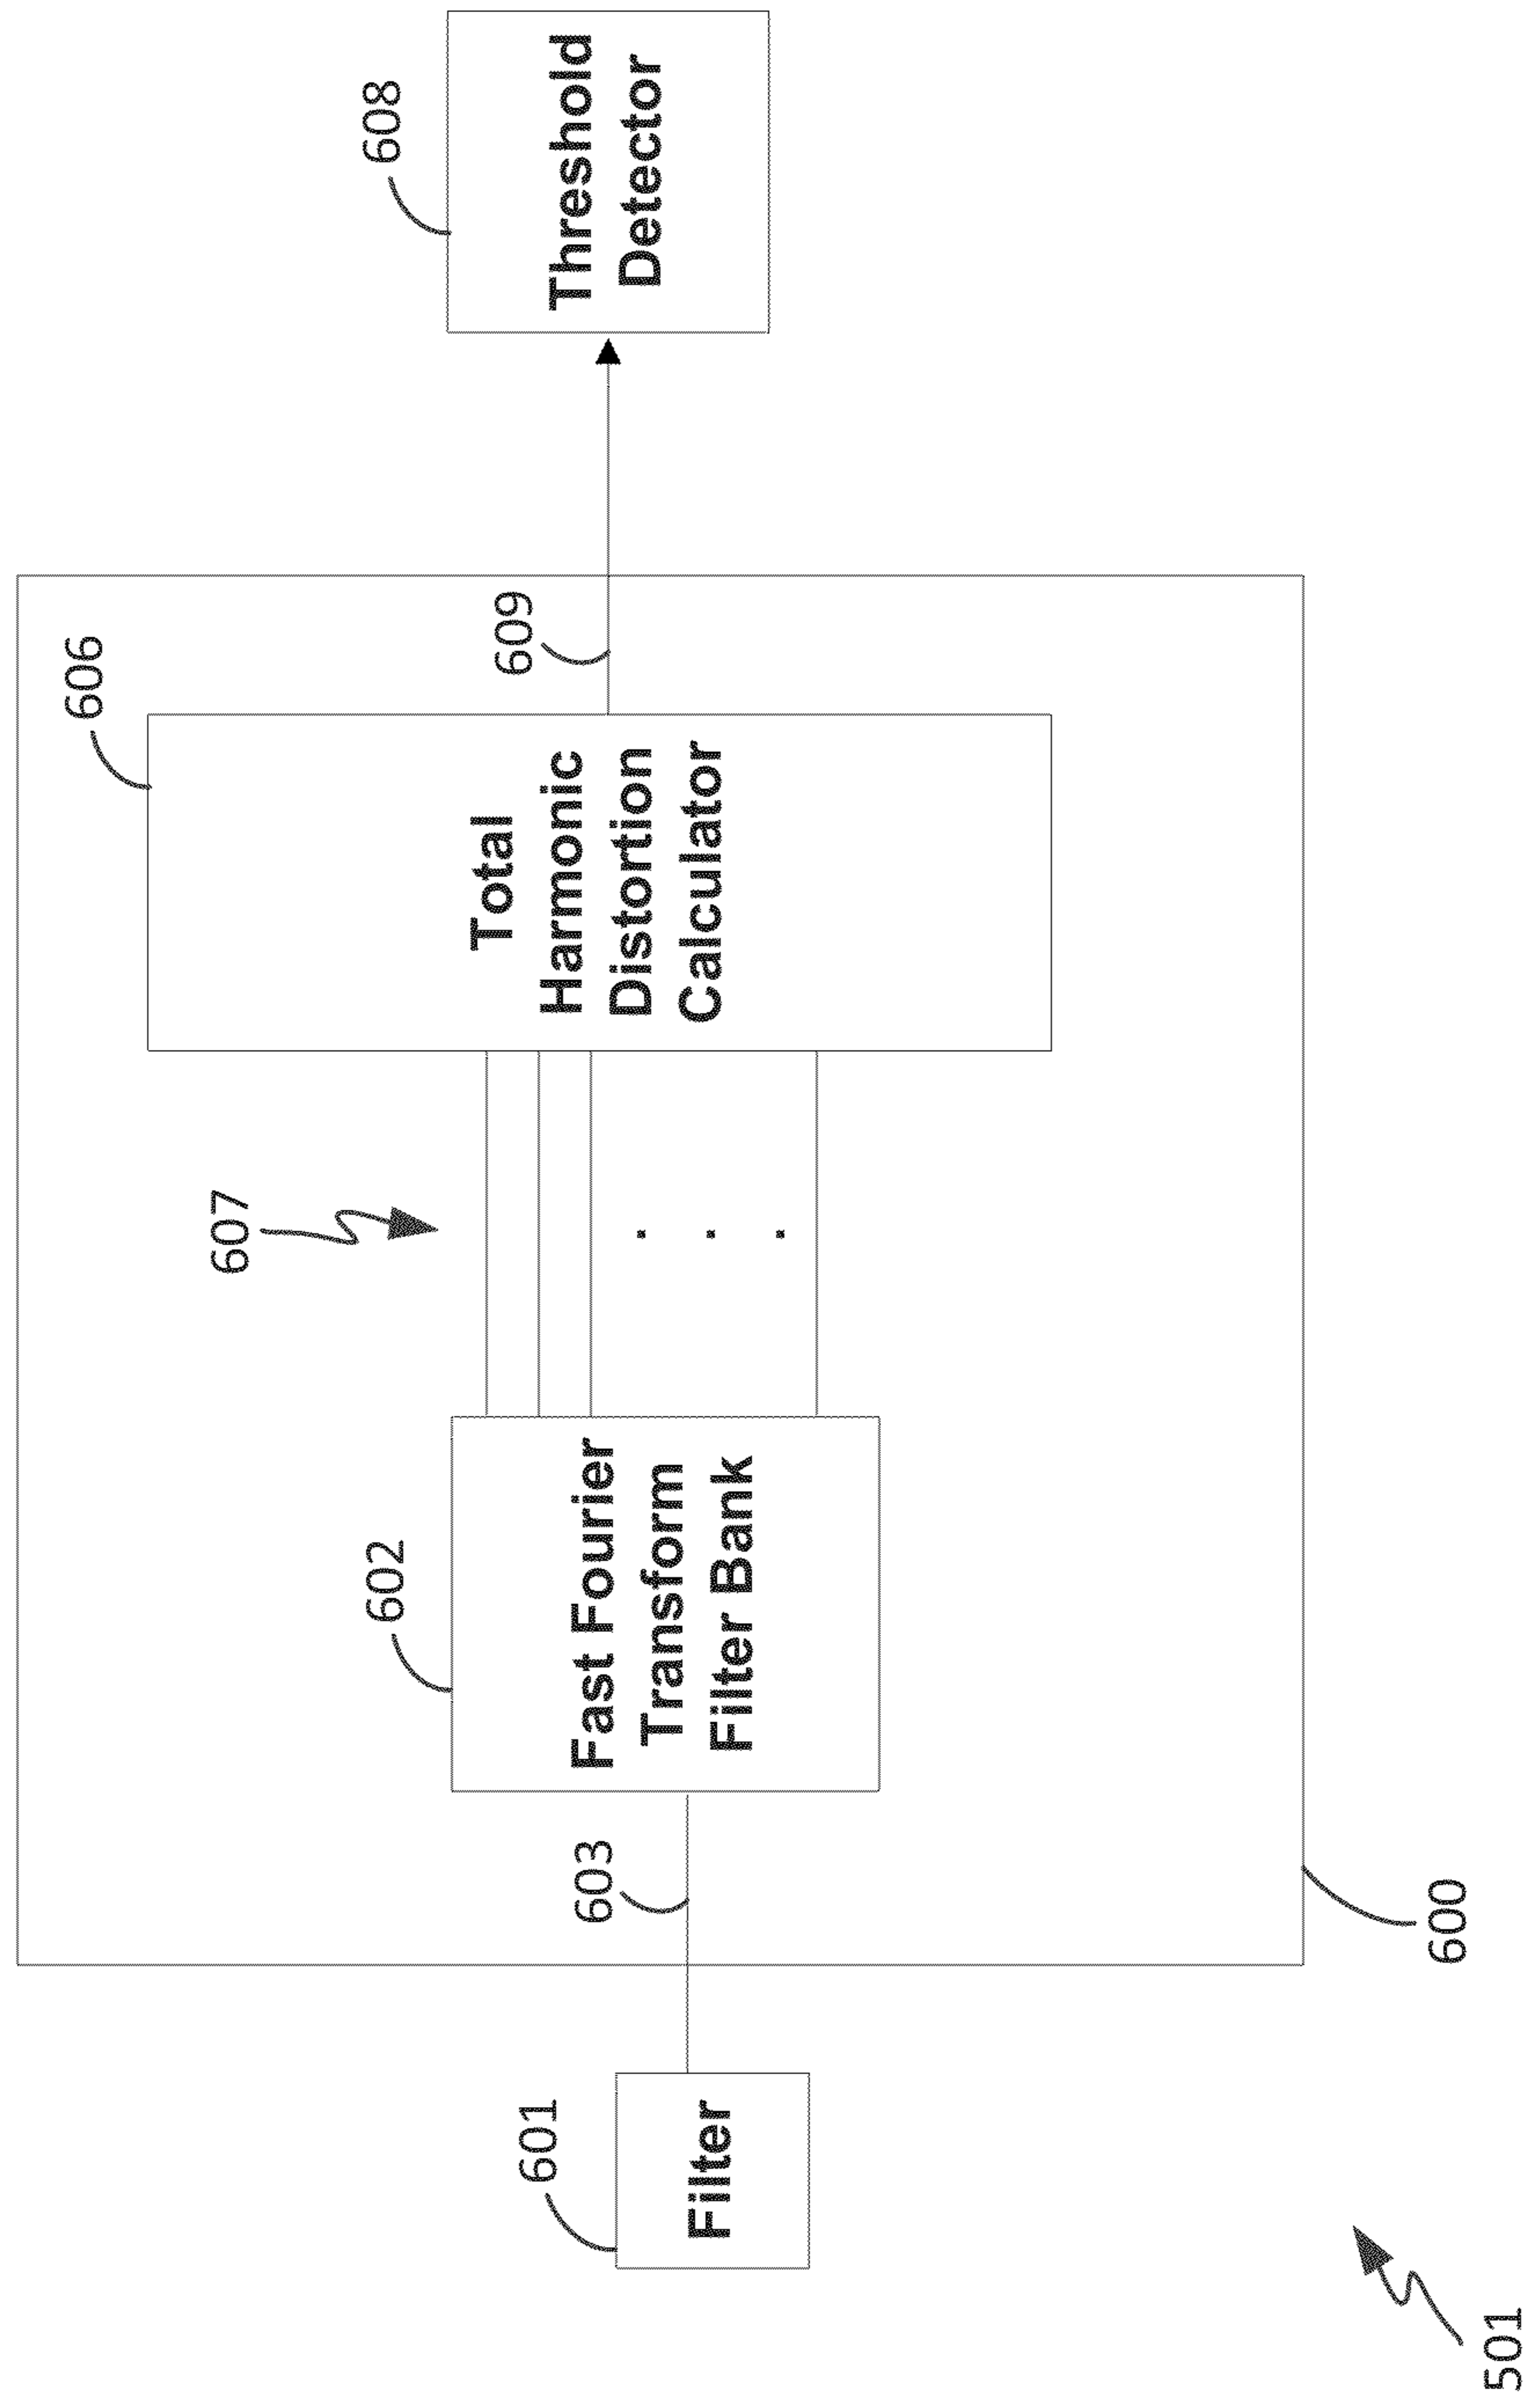 501
601
Filter
600
603
602
Fast Fourier
Transform
Filter Bank
607
.
.
.
606
Total
Harmonic
Distortion
Calculator
609
608
Threshold
Detector